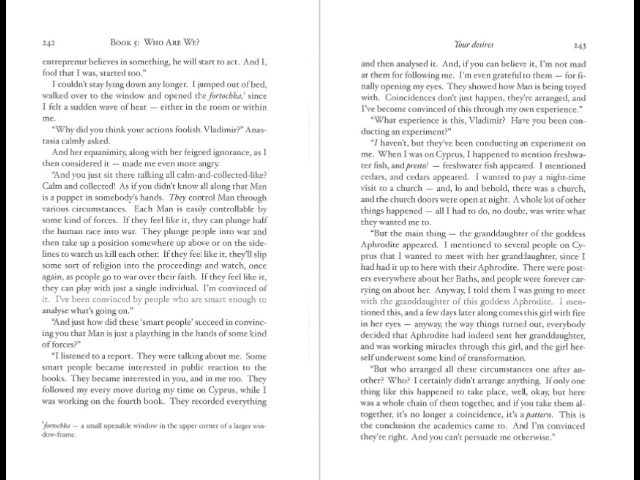 242
BOOK 5: WHO ARE WE?
entreprenur believes in something, he will start to act. And I,
fool that I was, started too.”
I couldn't stay lying down any longer. I jumped out of bed,
walked over to the window and opened the fortochka,¹ since
I felt a sudden wave of heat — either in the room or within
me.
“Why did you think your actions foolish, Vladimir?” Anas-
tasia calmly asked.
And her equanimity, along with her feigned ignorance, as I
then considered it — made me even more angry.
“And you just sit there talking all calm-and-collected-like?
Calm and collected! As if you didn't know all along that Man
is a puppet in somebody's hands. They control Man through
various circumstances. Each Man is easily controllable by
some kind of forces. If they feel like it, they can plunge half
the human race into war. They plunge people into war and
then take up a position somewhere up above or on the side-
lines to watch us kill each other. If they feel like it, they'll slip
some sort of religion into the proceedings and watch, once
again, as people go to war over their faith. If they feel like it,
they can play with just a single individual. I'm convinced of
it. I've been convinced by people who are smart enough to
analyse what's going on.”
“And just how did these ‘smart people’ succeed in convinc-
ing you that Man is just a plaything in the hands of some kind
of forces?”
“I listened to a report. They were talking about me. Some
smart people became interested in public reaction to the
books. They became interested in you, and in me too. They
followed my every move during my time on Cyprus, while I
was working on the fourth book. They recorded everything
¹fortochka — a small openable window in the upper corner of a larger win-
dow-frame.
Your desires
243
and then analysed it. And, if you can believe it, I'm not mad
at them for following me. I'm even grateful to them — for fi-
nally opening my eyes. They showed how Man is being toyed
with. Coincidences don't just happen, they're arranged, and
I've become convinced of this through my own experience.”
“What experience is this, Vladimir? Have you been con-
ducting an experiment?”
“I haven't, but they've been conducting an experiment on
me. When I was on Cyprus, I happened to mention freshwa-
ter fish, and presto! — freshwater fish appeared. I mentioned
cedars, and cedars appeared. I wanted to pay a night-time
visit to a church — and, lo and behold, there was a church,
and the church doors were open at night. A whole lot of other
things happened — all I had to do, no doubt, was write what
they wanted me to.
“But the main thing — the granddaughter of the goddess
Aphrodite appeared. I mentioned to several people on Cy-
prus that I wanted to meet with her granddaughter, since I
had had it up to here with their Aphrodite. There were post-
ers everywhere about her Baths, and people were forever car-
rying on about her. Anyway, I told them I was going to meet
with the granddaughter of this goddess Aphrodite. I men-
tioned this, and a few days later along comes this girl with fire
in her eyes — anyway, the way things turned out, everybody
decided that Aphrodite had indeed sent her granddaughter,
and was working miracles through this girl, and the girl her-
self underwent some kind of transformation.
“But who arranged all these circumstances one after an-
other? Who? I certainly didn't arrange anything. If only one
thing like this happened to take place, well, okay, but here
was a whole chain of them together, and if you take them al-
together, it's no longer a coincidence, it's a pattern. This is
the conclusion the academics came to. And I'm convinced
they're right. And you can't persuade me otherwise.”